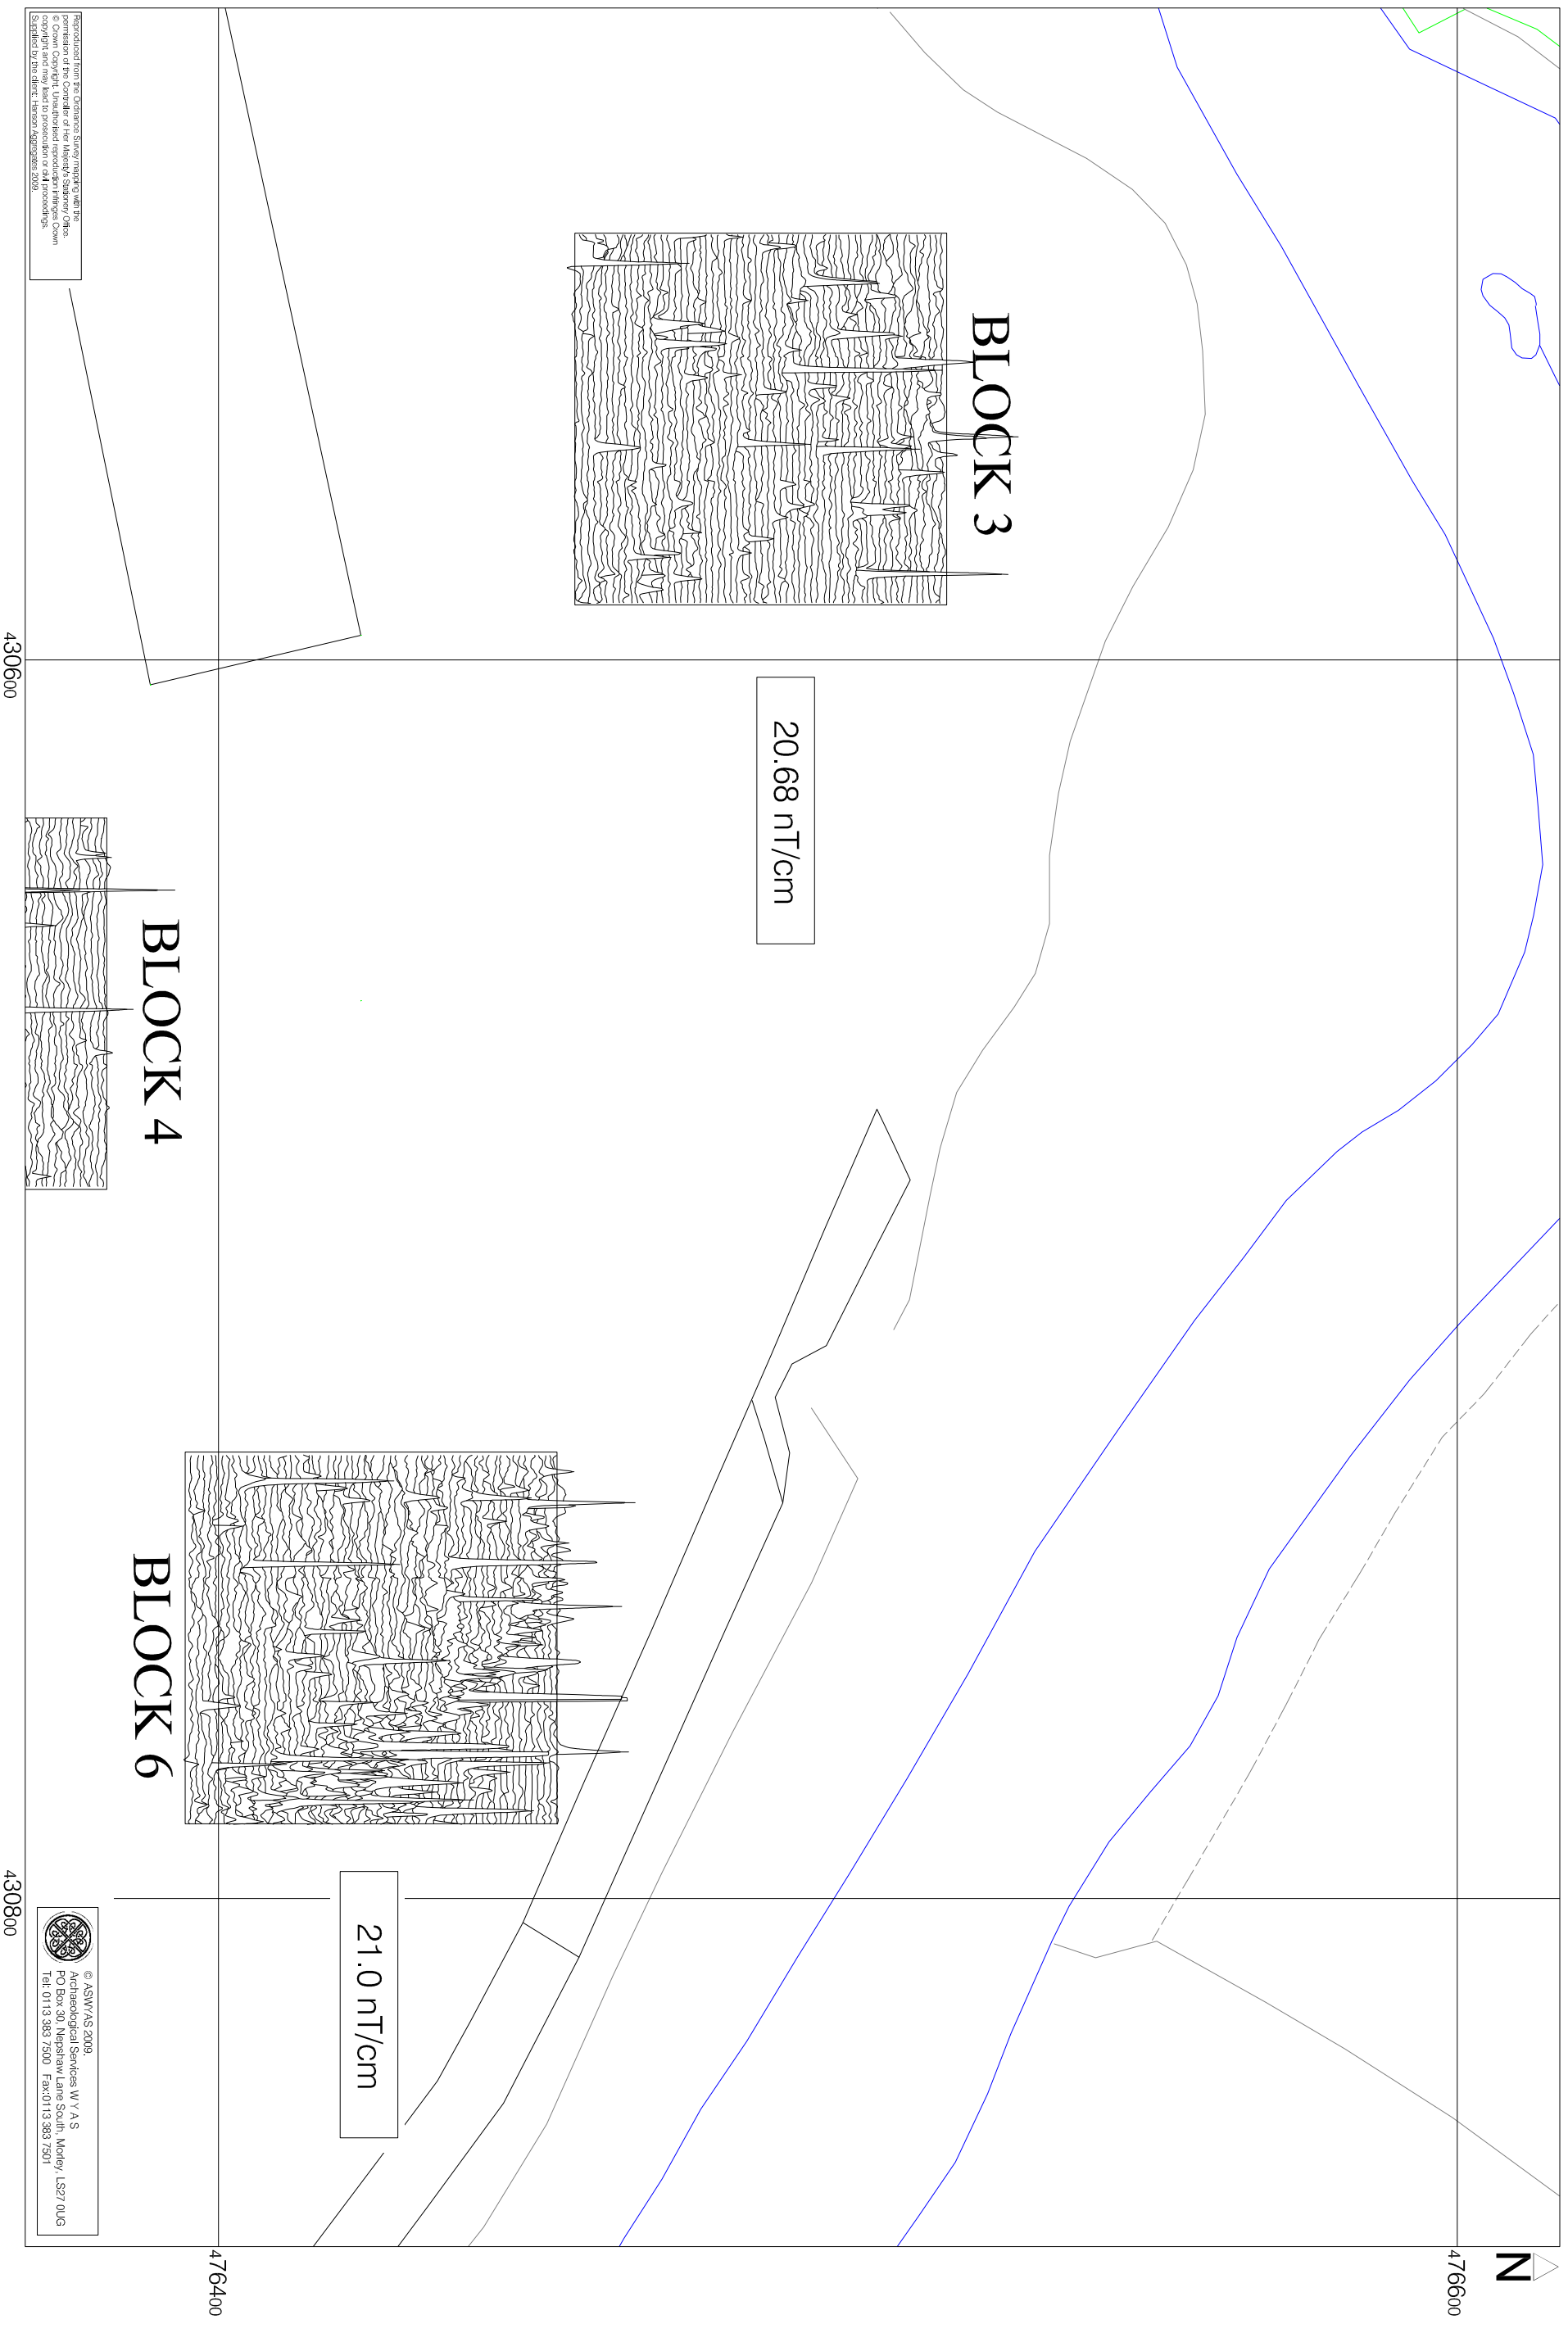 N
476600
BLOCK 3
20.68 nT/cm
21.0 nT/cm
476400
BLOCK 4
BLOCK 6
Reproduced from the Ordnance Survey mapping with the
permission of the Controller of Her Majesty's Stationery Office.
© Crown Copyright. Unauthorised reproduction infringes Crown
copyright and may lead to prosecution or civil proceedings.
Supplied by the client: Hanson Aggregates 2009.
© ASWYAS 2009.
Archaeological Services W Y A S
PO Box 30, Nepshaw Lane South, Morley, LS27 0UG
Tel: 0113 383 7500 Fax:0113 383 7501
430600
430800